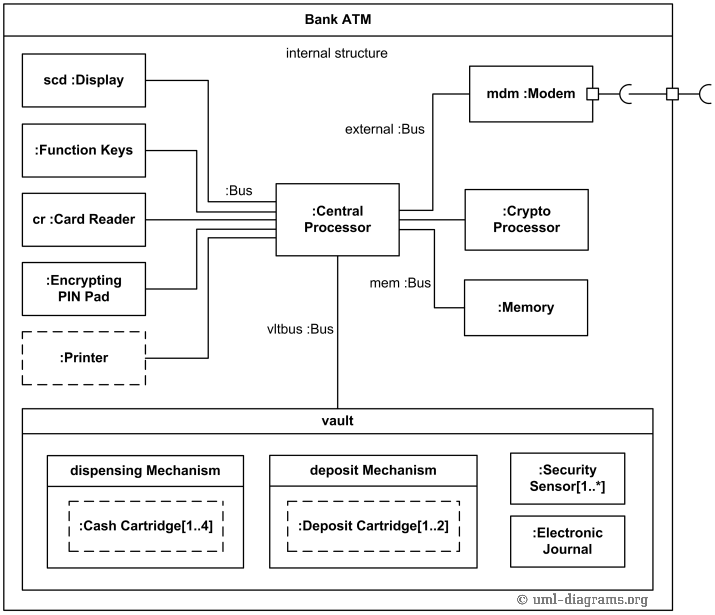 Bank ATM
internal structure
scd :Display
mdm :Modem
external :Bus
:Function Keys
:Bus
cr :Card Reader
:Central
Processor
:Crypto
Processor
:Encrypting
PIN Pad
mem :Bus
:Memory
vltbus :Bus
:Printer
vault
dispensing Mechanism
:Cash Cartridge[1..4]
deposit Mechanism
:Deposit Cartridge[1..2]
:Security
Sensor[1..*]
:Electronic
Journal
© uml-diagrams.org